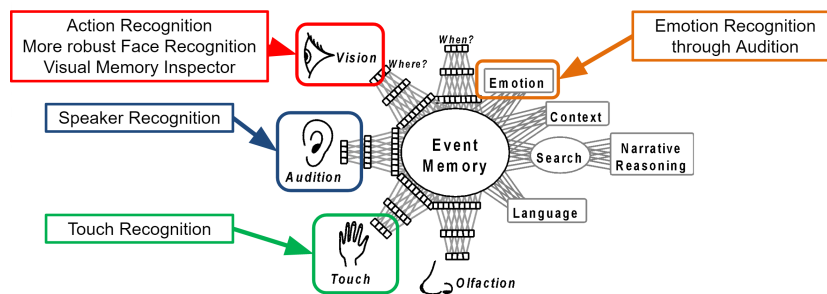 Action Recognition
More robust Face Recognition
Visual Memory Inspector
Vision
Where?
When?
Emotion Recognition
through Audition
Emotion
Context
Speaker Recognition
Audition
Event
Memory
Search
Narrative
Reasoning
Language
Touch Recognition
Touch
Olfaction